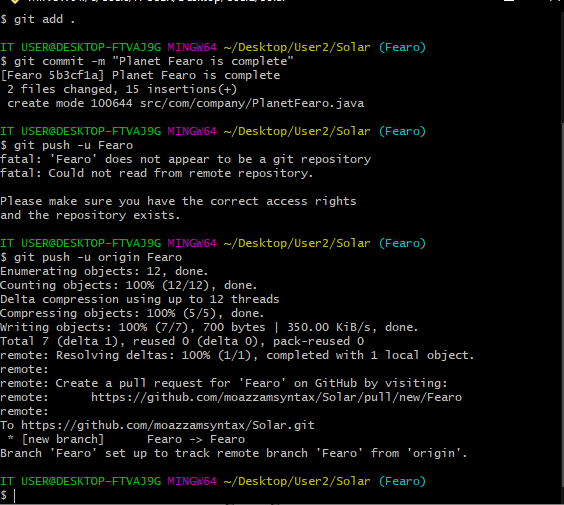 $ git add .
IT USER@DESKTOP-FTVAJ9G MINGW64 ~/Desktop/User2/Solar (Fearo)
$ git commit -m "Planet Fearo is complete"
[Fearo 5b3cf1a] Planet Fearo is complete
2 files changed, 15 insertions(+)
create mode 100644 src/com/company/PlanetFearo.java
IT USER@DESKTOP-FTVAJ9G MINGW64 ~/Desktop/User2/Solar (Fearo)
$ git push -u Fearo
fatal: 'Fearo' does not appear to be a git repository
fatal: Could not read from remote repository.
Please make sure you have the correct access rights
and the repository exists.
IT USER@DESKTOP-FTVAJ9G MINGW64 ~/Desktop/User2/Solar (Fearo)
$ git push -u origin Fearo
Enumerating objects: 12, done.
Counting objects: 100% (12/12), done.
Delta compression using up to 12 threads
Compressing objects: 100% (5/5), done.
Writing objects: 100% (7/7), 700 bytes | 350.00 KiB/s, done.
Total 7 (delta 1), reused 0 (delta 0), pack-reused 0
remote: Resolving deltas: 100% (1/1), completed with 1 local object.
remote:
remote: Create a pull request for 'Fearo' on GitHub by visiting:
remote:      https://github.com/moazzamsyntax/Solar/pull/new/Fearo
remote:
To https://github.com/moazzamsyntax/Solar.git
* [new branch]      Fearo -> Fearo
Branch 'Fearo' set up to track remote branch 'Fearo' from 'origin'.
IT USER@DESKTOP-FTVAJ9G MINGW64 ~/Desktop/User2/Solar (Fearo)
$